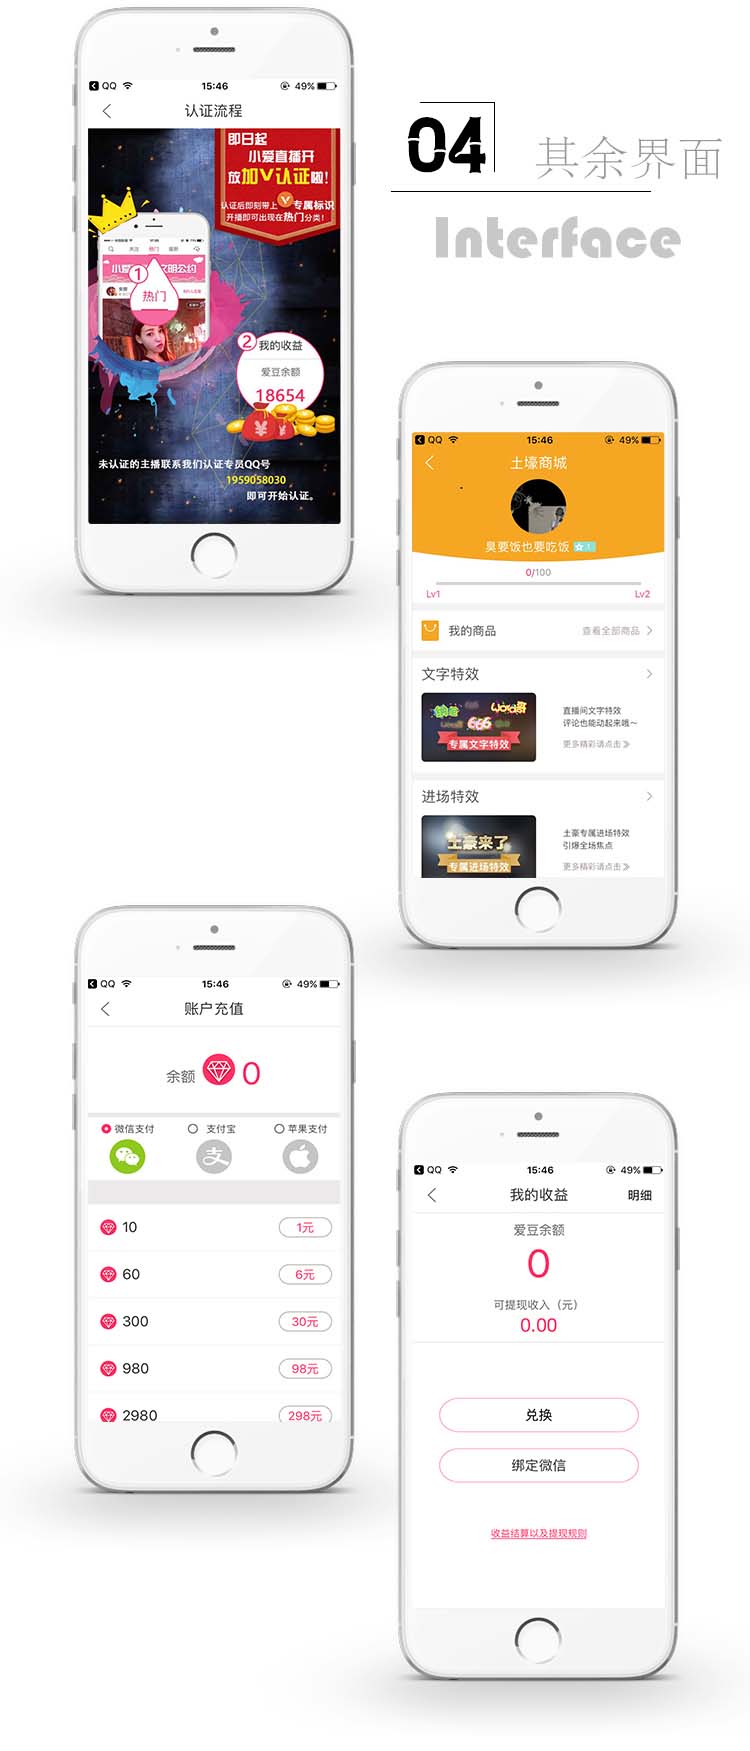 QQ 15:46 49%
认证流程
即日起
小爱直播开
放加V认证啦!
认证后即刻带上V专属标识
开播即可出现在热门分类!
关注 热门 最新
1
热门
2 我的收益
爱豆余额
18654
未认证的主播联系我们认证专员QQ号
1959058030
即可开始认证。
04 其余界面
Interface
QQ 15:46 49%
土壕商城
臭要饭也要吃饭 1
0/100
Lv1 Lv2
我的商品 查看全部商品
文字特效
666
专属文字特效
直播间文字特效
评论也能动起来哦~
更多精彩请点击
进场特效
土豪来了
专属进场特效
土豪专属进场特效
引爆全场焦点
更多精彩请点击
QQ 15:46 49%
账户充值
余额 0
微信支付 支付宝 苹果支付
10 1元
60 6元
300 30元
980 98元
2980 298元
QQ 15:46 49%
我的收益 明细
爱豆余额
0
可提现收入（元）
0.00
兑换
绑定微信
收益结算以及提现规则